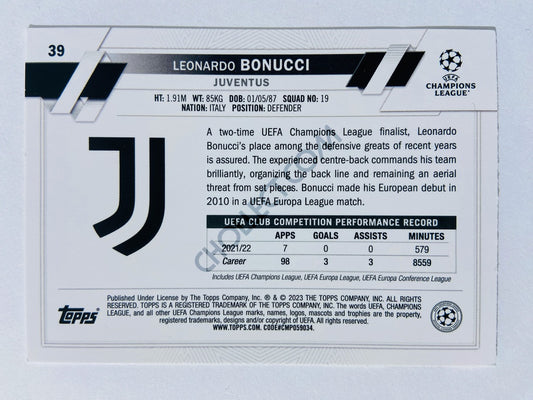 39
LEONARDO BONUCCI
JUVENTUS
UEFA
CHAMPIONS
LEAGUE®
HT: 1.91M WT: 85KG DOB: 01/05/87 SQUAD NO: 19
NATION: ITALY POSITION: DEFENDER
A two-time UEFA Champions League finalist, Leonardo
Bonucci's place among the defensive greats of recent years
is assured. The experienced centre-back commands his team
brilliantly, organizing the back line and remaining an aerial
threat from set pieces. Bonucci made his European debut in
2010 in a UEFA Europa League match.
CHOLLECT.COM
UEFA CLUB COMPETITION PERFORMANCE RECORD
APPS GOALS ASSISTS MINUTES
2021/22 7 0 0 579
Career 98 3 3 8559
Includes UEFA Champions League, UEFA Europa League, UEFA Europa Conference League
Topps
Published Under License by The Topps Company, Inc. ® & © 2023 THE TOPPS COMPANY, INC. ALL RIGHTS
RESERVED. TOPPS IS A REGISTERED TRADEMARK OF THE TOPPS COMPANY, INC. The UEFA words, CHAMPIONS
LEAGUE, and all other UEFA Champions League marks, names, logos, mascots and trophies are the property,
registered trademarks, designs and/or copyright of UEFA. All rights reserved.
WWW.TOPPS.COM. CODE#CMP059034.